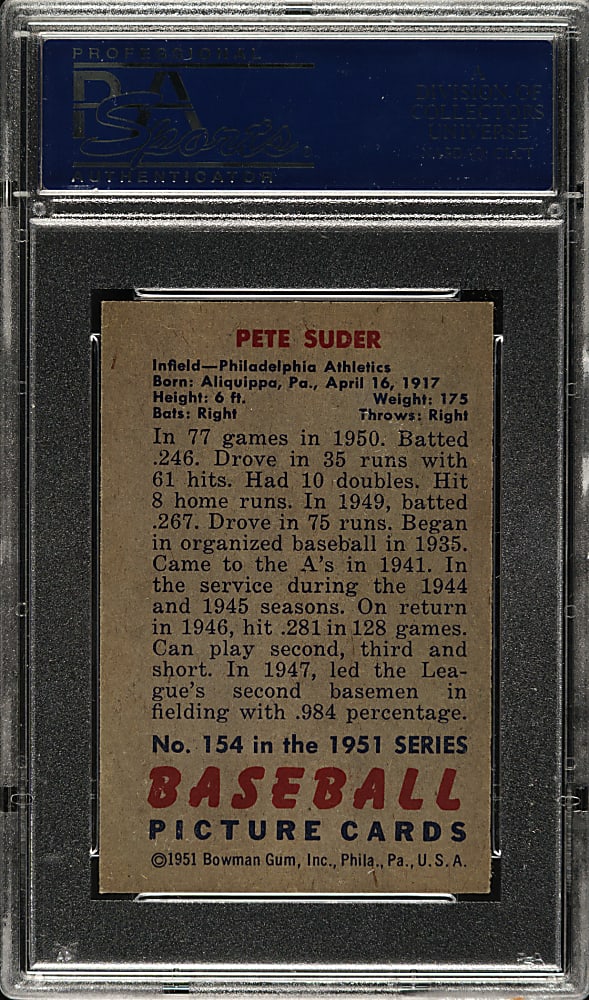 PROFESSIONAL
PSA
Sports
AUTHENTICATOR
A
DIVISION OF
COLLECTORS
UNIVERSE
NASDAQ: CLCT
PETE SUDER
Infield—Philadelphia Athletics
Born: Aliquippa, Pa., April 16, 1917
Height: 6 ft. Weight: 175
Bats: Right Throws: Right
In 77 games in 1950. Batted
.246. Drove in 35 runs with
61 hits. Had 10 doubles. Hit
8 home runs. In 1949, batted
.267. Drove in 75 runs. Began
in organized baseball in 1935.
Came to the A's in 1941. In
the service during the 1944
and 1945 seasons. On return
in 1946, hit .281 in 128 games.
Can play second, third and
short. In 1947, led the Lea-
gue's second basemen in
fielding with .984 percentage.
No. 154 in the 1951 SERIES
BASEBALL
PICTURE CARDS
©1951 Bowman Gum, Inc., Phila., Pa., U.S.A.